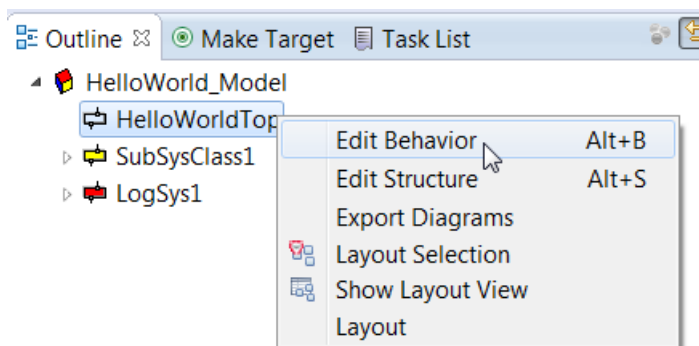 Outline Make Target Task List
HelloWorld_Model
HelloWorldTop
Edit Behavior Alt+B
SubSysClass1
Edit Structure Alt+S
LogSys1
Export Diagrams
Layout Selection
Show Layout View
Layout